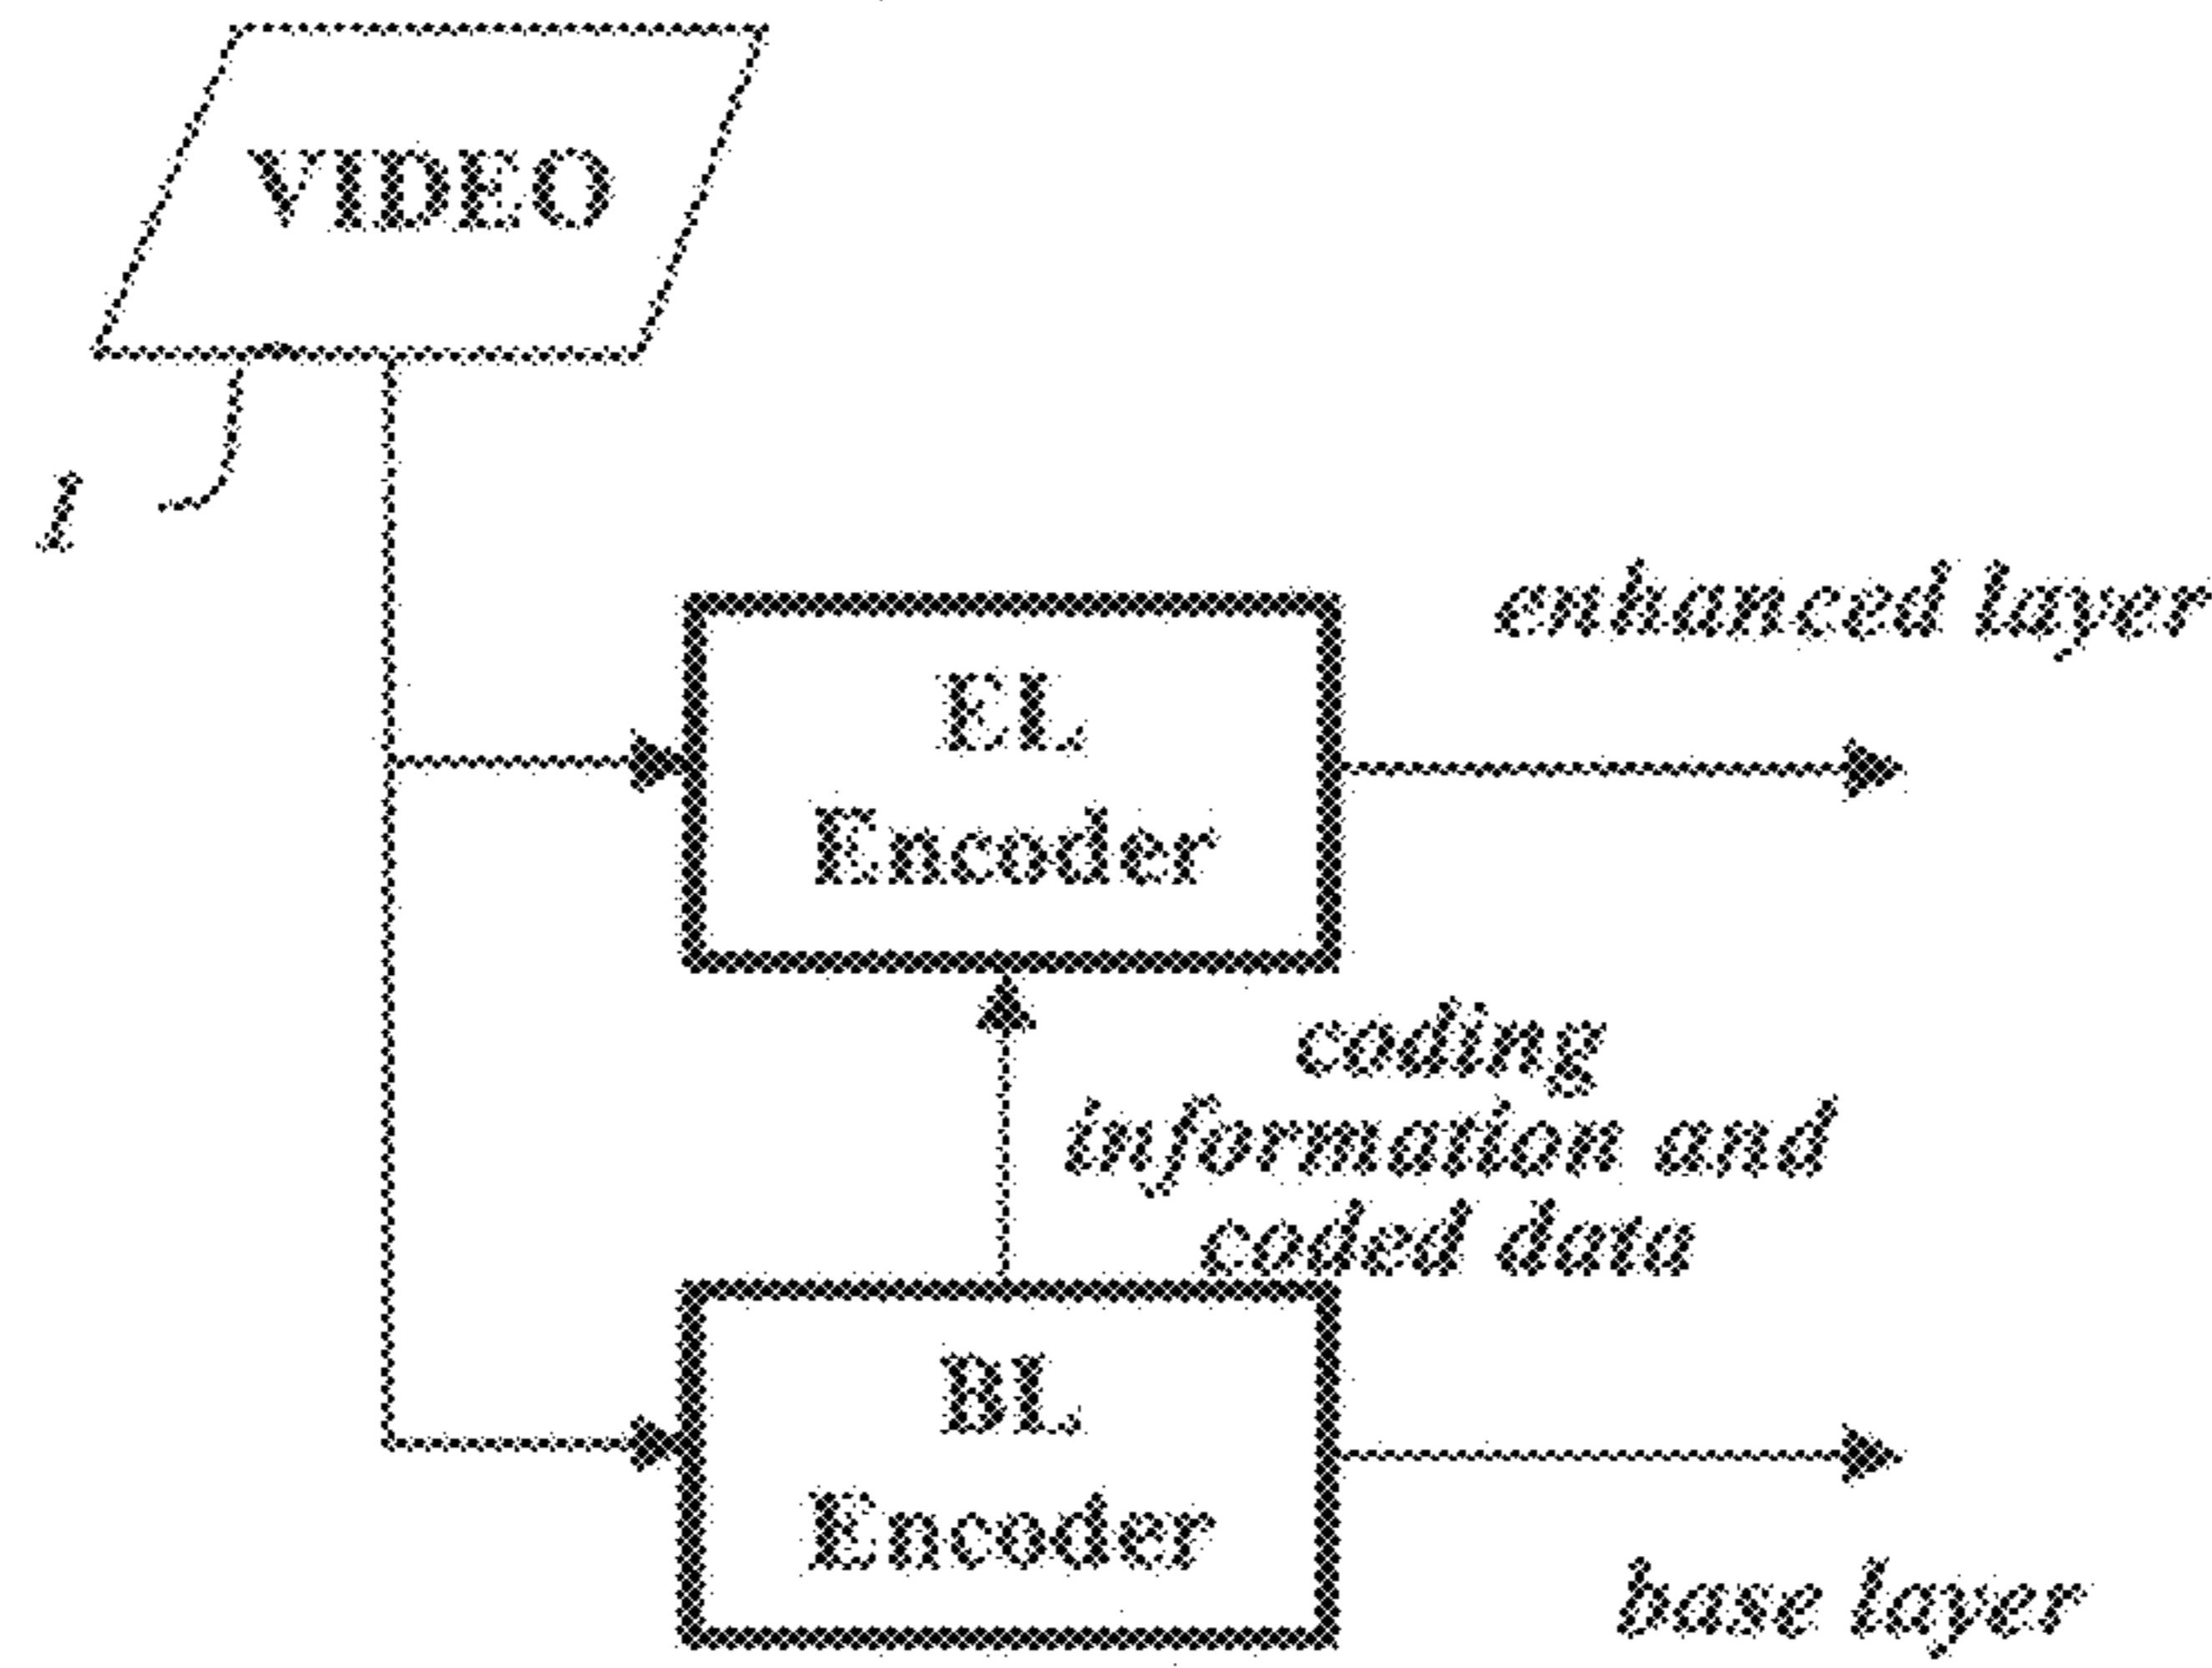 VIDEO
1
enhanced layer
EL
Encoder
coding
information and
coded data
BL
Encoder
base layer